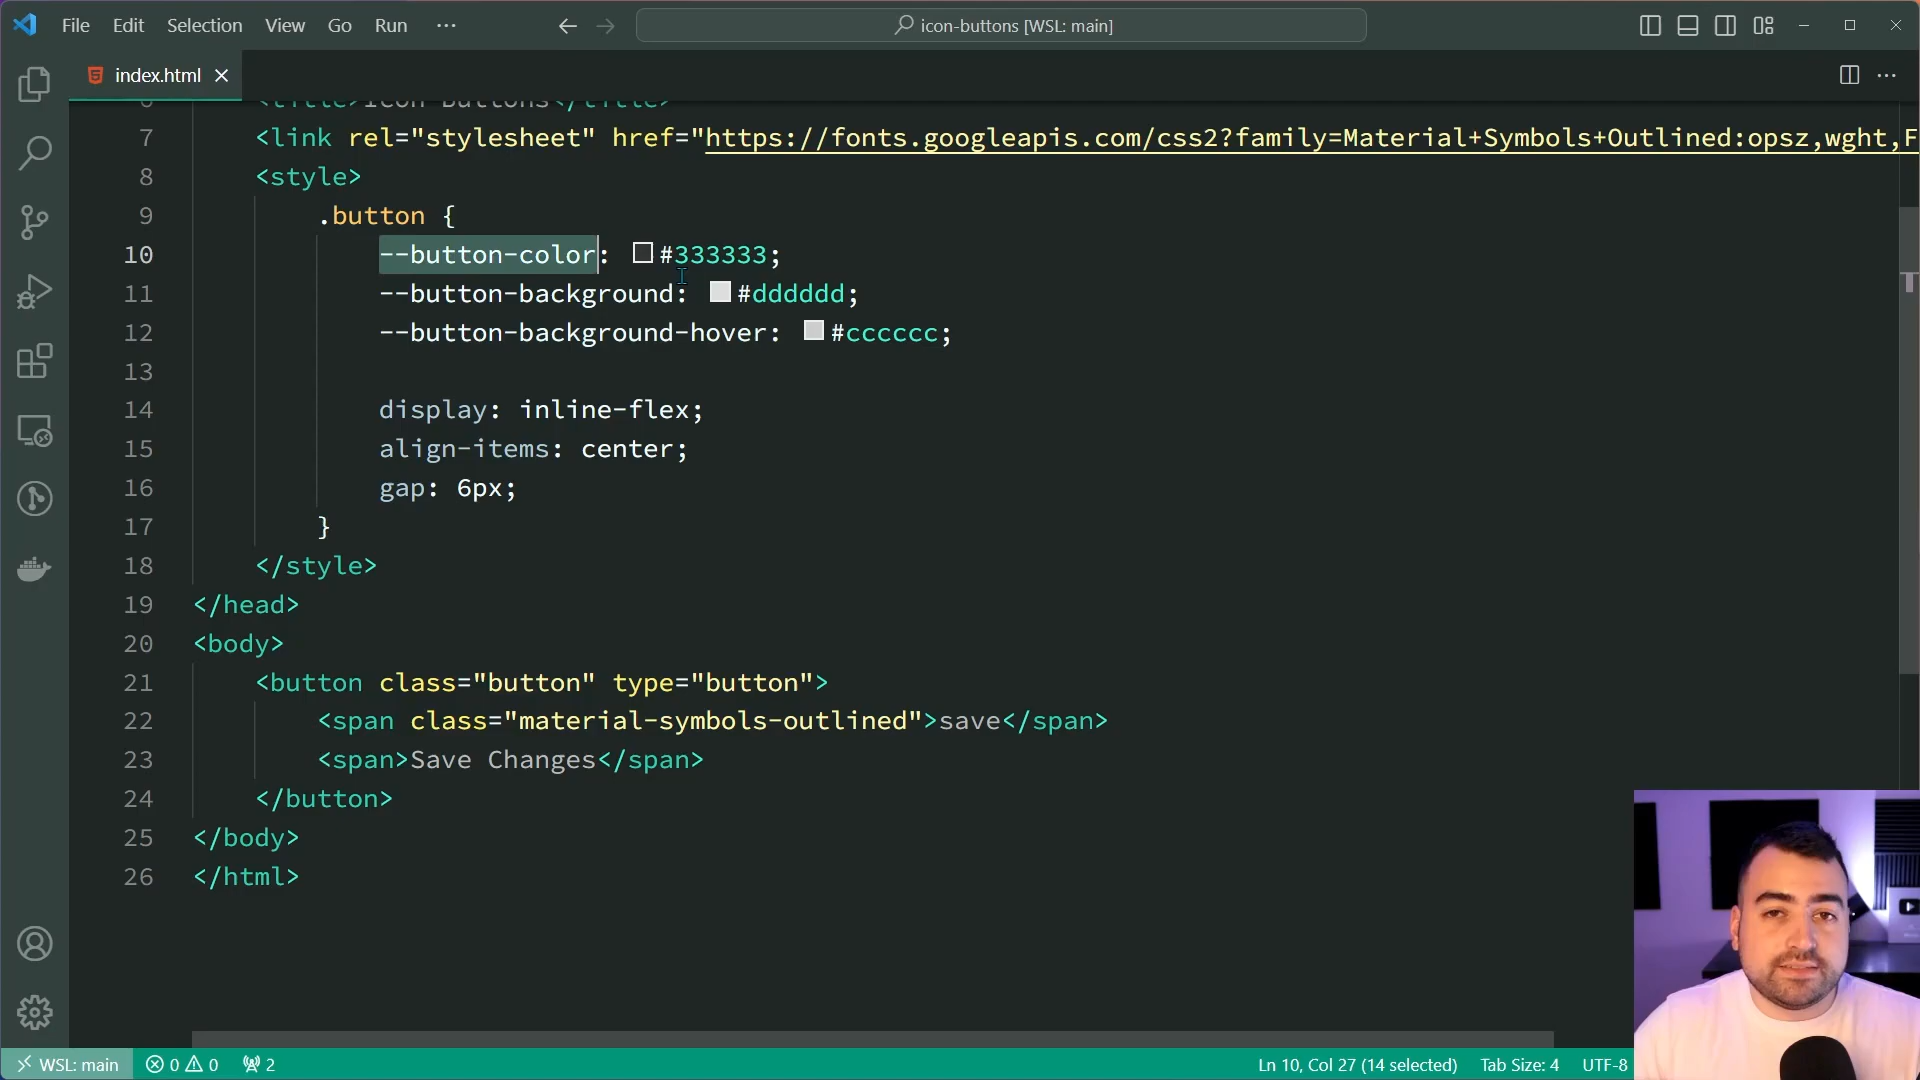 File Edit Selection View Go Run ··· icon-buttons [WSL: main]
index.html
6 <title>Icon Buttons</title>
7 <link rel="stylesheet" href="https://fonts.googleapis.com/css2?family=Material+Symbols+Outlined:opsz,wght,F
8 <style>
9 .button {
10 --button-color: #333333;
11 --button-background: #dddddd;
12 --button-background-hover: #cccccc;
13
14 display: inline-flex;
15 align-items: center;
16 gap: 6px;
17 }
18 </style>
19 </head>
20 <body>
21 <button class="button" type="button">
22 <span class="material-symbols-outlined">save</span>
23 <span>Save Changes</span>
24 </button>
25 </body>
26 </html>
WSL: main 0 0 2 Ln 10, Col 27 (14 selected) Tab Size: 4 UTF-8